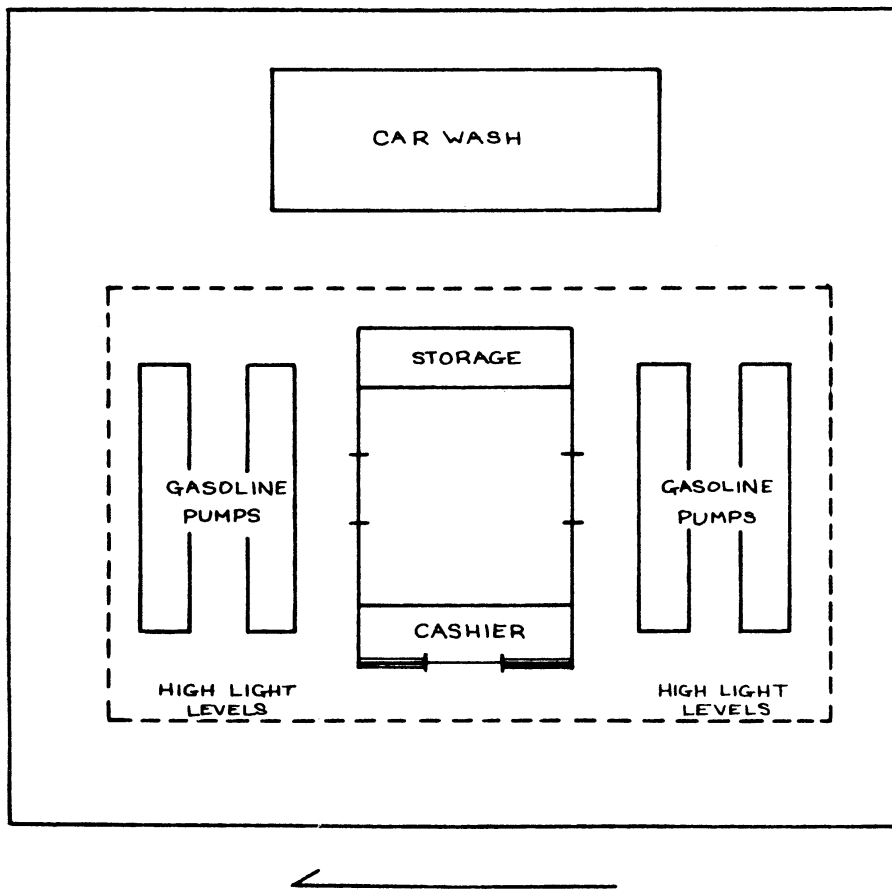 CAR WASH
STORAGE
GASOLINE
PUMPS
GASOLINE
PUMPS
CASHIER
HIGH LIGHT
LEVELS
HIGH LIGHT
LEVELS